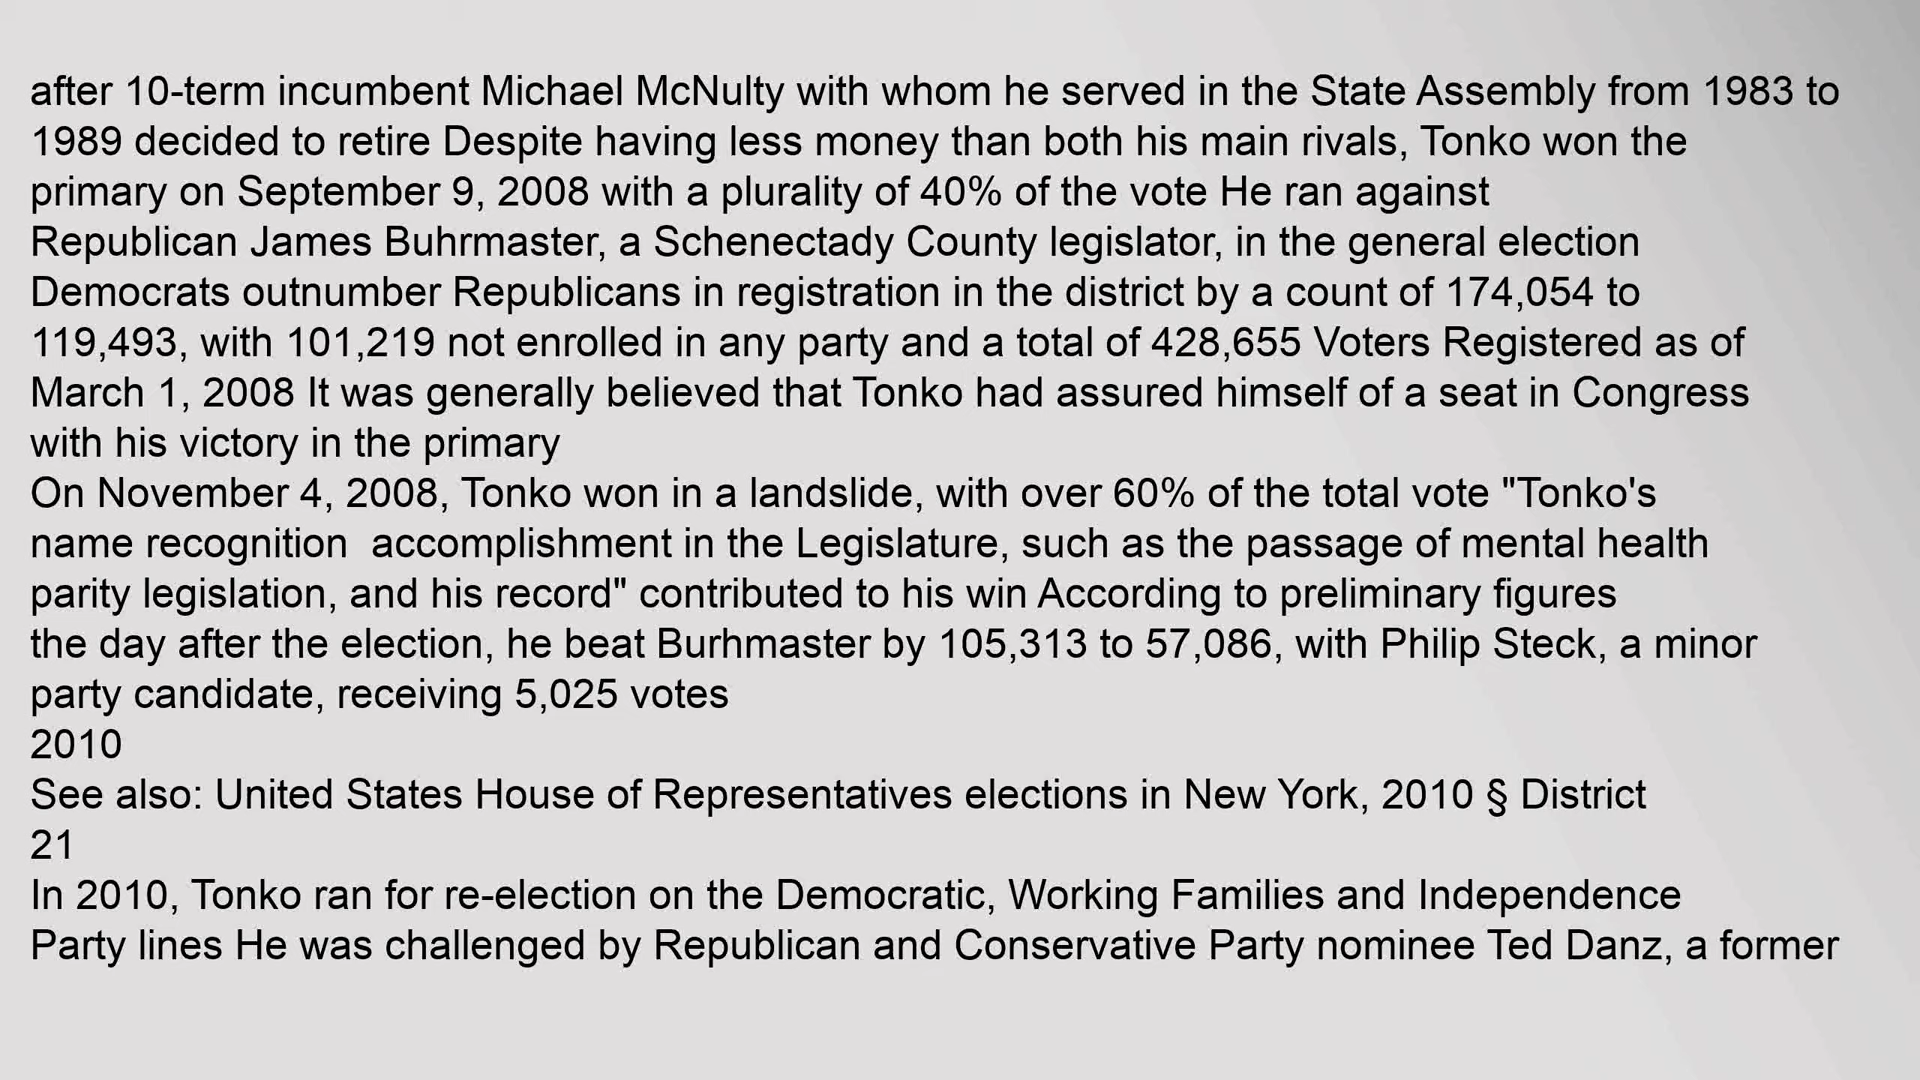 after 10-term incumbent Michael McNulty with whom he served in the State Assembly from 1983 to
1989 decided to retire Despite having less money than both his main rivals, Tonko won the
primary on September 9, 2008 with a plurality of 40% of the vote He ran against
Republican James Buhrmaster, a Schenectady County legislator, in the general election
Democrats outnumber Republicans in registration in the district by a count of 174,054 to
119,493, with 101,219 not enrolled in any party and a total of 428,655 Voters Registered as of
March 1, 2008 It was generally believed that Tonko had assured himself of a seat in Congress
with his victory in the primary
On November 4, 2008, Tonko won in a landslide, with over 60% of the total vote "Tonko's
name recognition  accomplishment in the Legislature, such as the passage of mental health
parity legislation, and his record" contributed to his win According to preliminary figures
the day after the election, he beat Burhmaster by 105,313 to 57,086, with Philip Steck, a minor
party candidate, receiving 5,025 votes
2010
See also: United States House of Representatives elections in New York, 2010 § District
21
In 2010, Tonko ran for re-election on the Democratic, Working Families and Independence
Party lines He was challenged by Republican and Conservative Party nominee Ted Danz, a former